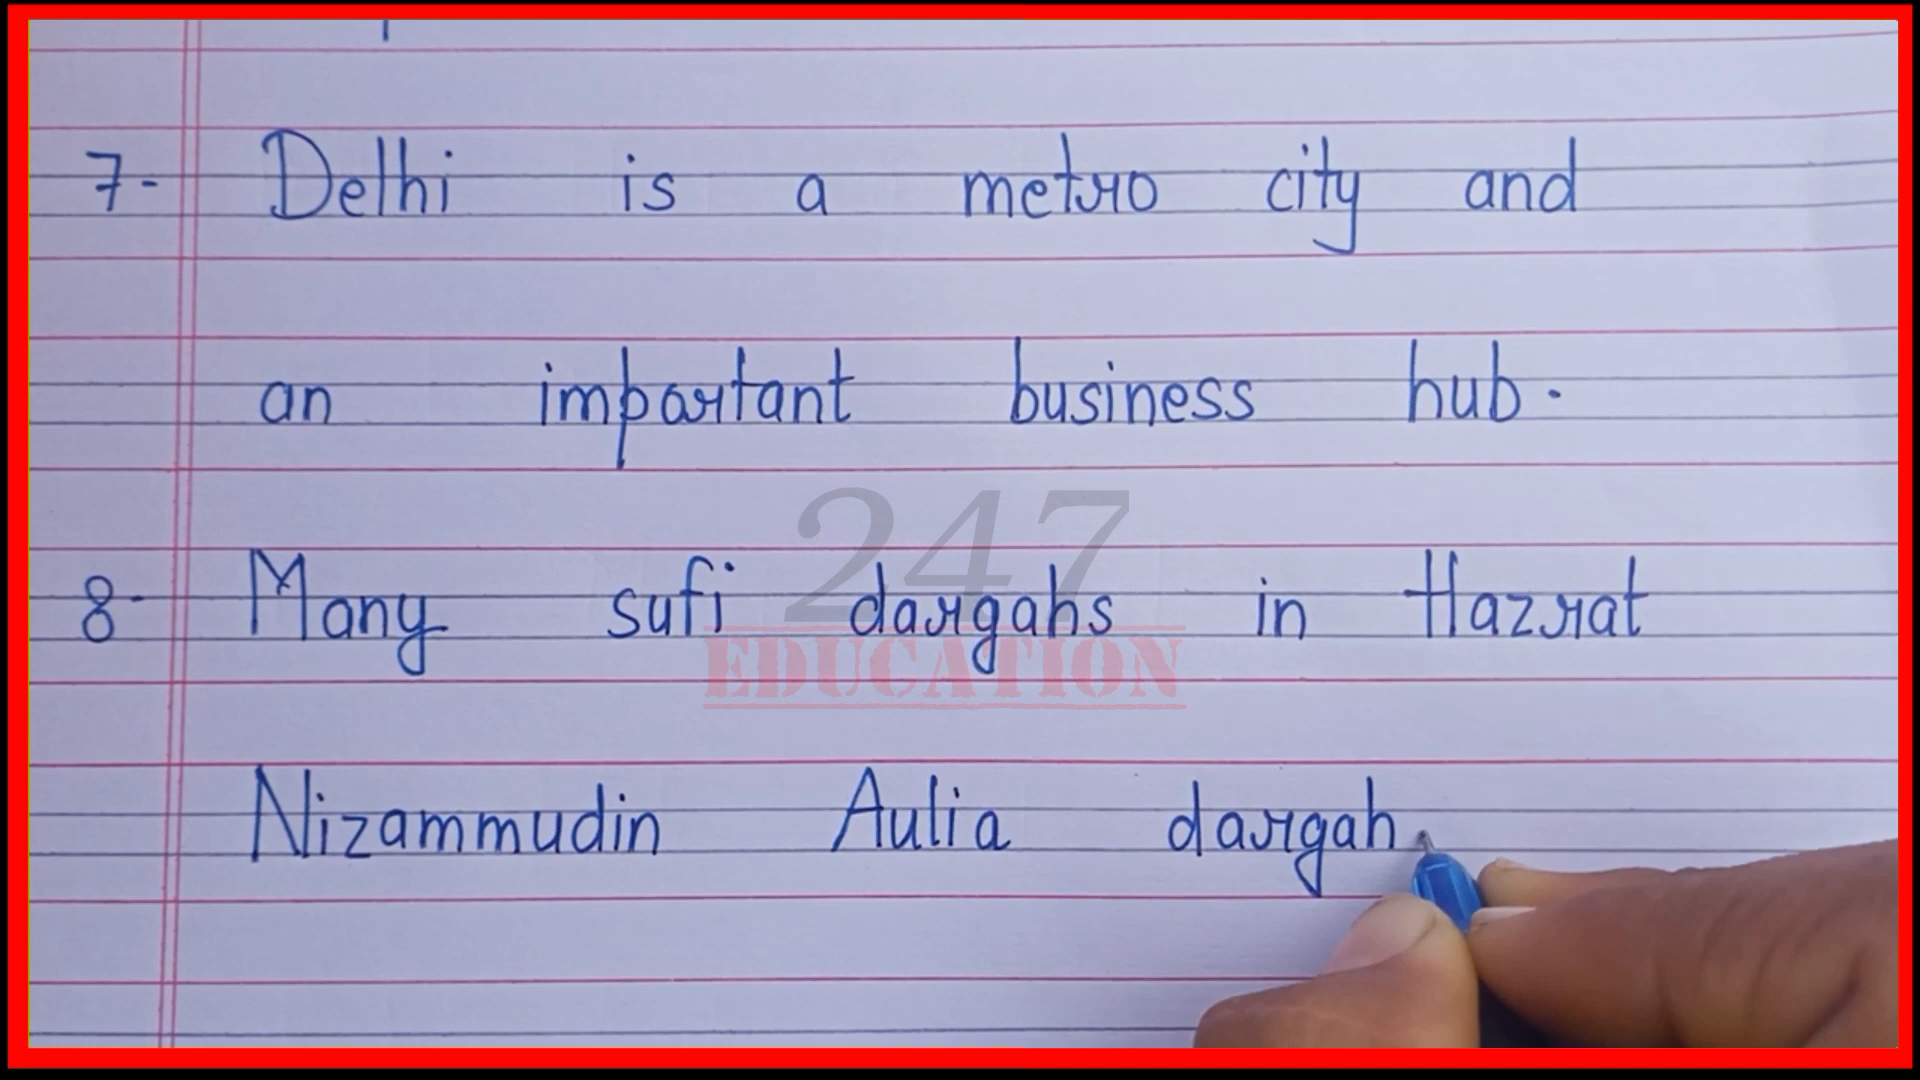 7- Delhi is a metro city and
an important business hub.
8- Many sufi dargahs in Hazrat
247
EDUCATION
Nizammudin Aulia dargah.